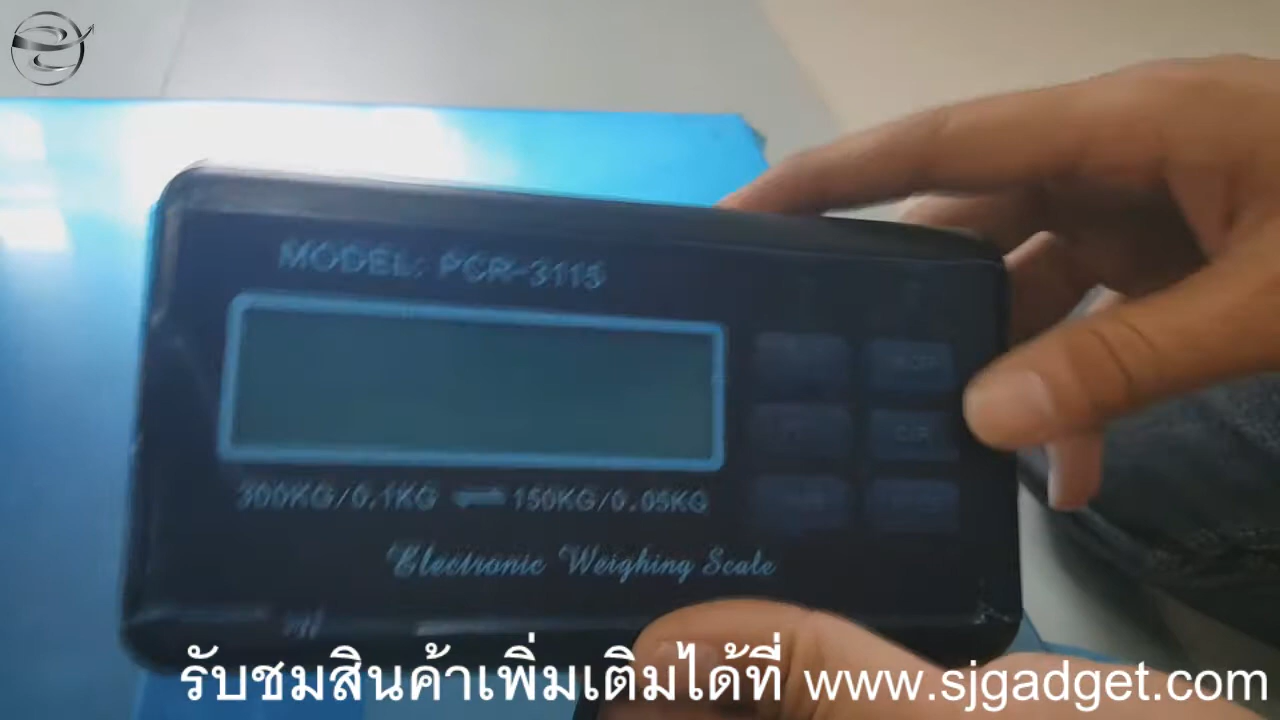 MODEL: PCR-3115
300KG/0.1KG ⇌ 150KG/0.05KG
Electronic Weighing Scale
รับชมสินค้าเพิ่มเติมได้ที่ www.sjgadget.com